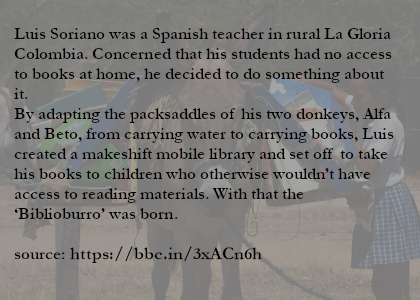 Luis Soriano was a Spanish teacher in rural La Gloria
Colombia. Concerned that his students had no access
to books at home, he decided to do something about
it.
By adapting the packsaddles of his two donkeys, Alfa
and Beto, from carrying water to carrying books, Luis
created a makeshift mobile library and set off to take
his books to children who otherwise wouldn't have
access to reading materials. With that the
'Biblioburro' was born.
source: https://bbc.in/3xACn6h